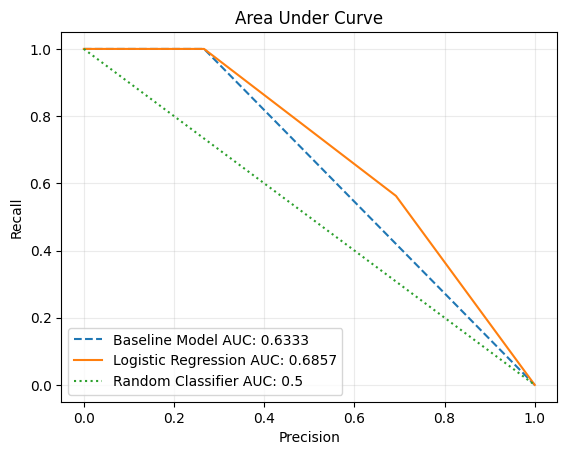 Area Under Curve
1.0
0.8
0.6
0.4
0.2
0.0
Recall
Baseline Model AUC: 0.6333
Logistic Regression AUC: 0.6857
Random Classifier AUC: 0.5
0.0 0.2 0.4 0.6 0.8 1.0
Precision